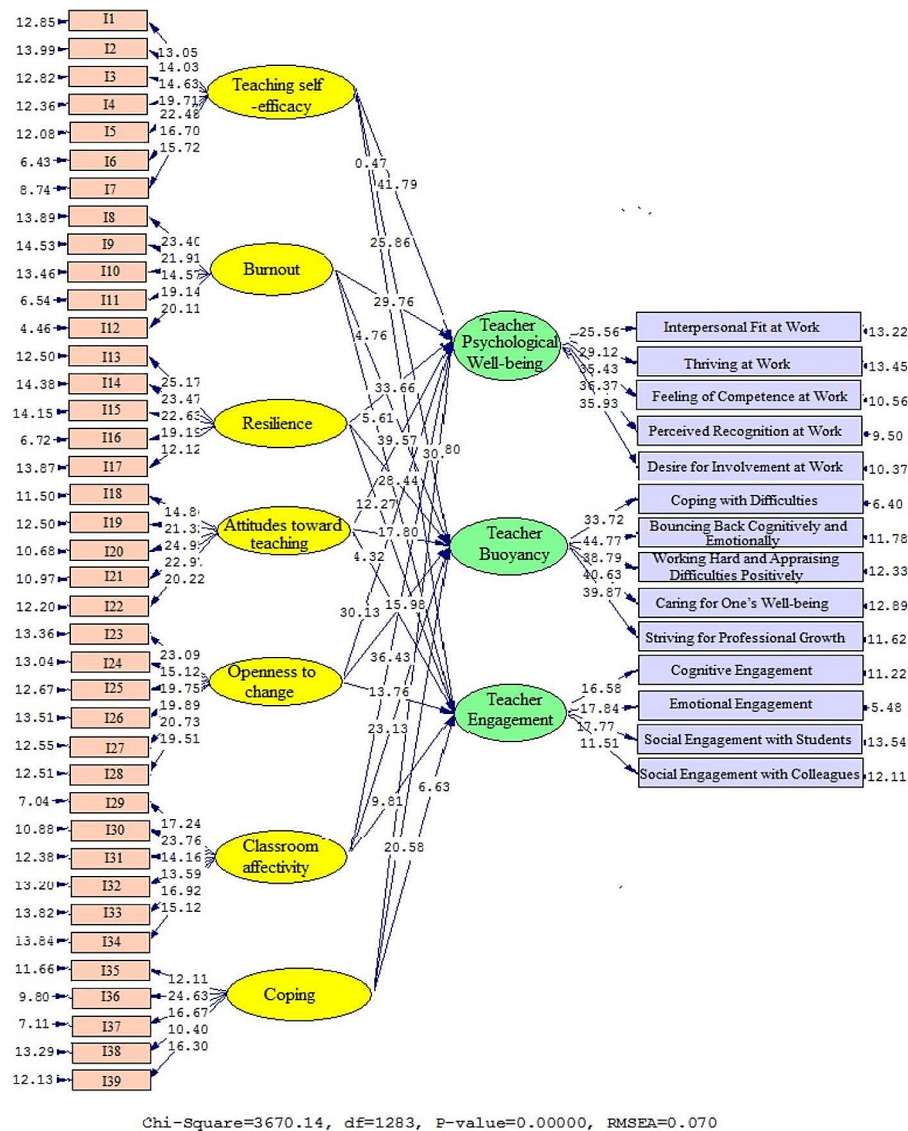 12.85
I1
13.99
I2
12.82
I3
12.36
I4
12.08
I5
6.43
I6
8.74
I7
13.05
14.03
14.63
19.71
22.48
16.70
15.72
Teaching self
-efficacy
13.89
I8
14.53
I9
13.46
I10
6.54
I11
4.46
I12
21.91
19.14
Burnout
12.50
I13
14.38
I14
14.15
I15
6.72
I16
13.87
I17
25.17
23.47
22.63
19.19
12.12
Resilience
11.50
I18
12.50
I19
10.68
I20
10.97
I21
12.20
I22
20.22
Attitudes toward
teaching
13.36
I23
13.04
I24
12.67
I25
13.51
I26
12.55
I27
12.51
I28
23.09
15.12
19.75
19.89
20.73
19.51
Openness to
change
7.04
I29
10.88
I30
12.38
I31
13.20
I32
13.82
I33
13.84
I34
17.24
23.76
14.16
13.59
16.92
15.12
Classroom
affectivity
11.66
I35
9.80
I36
7.11
I37
13.29
I38
12.13
I39
12.11
24.63
16.67
10.40
16.30
Coping
0.47
41.79
25.86
29.76
4.76
33.66
5.61
39.57
30.80
28.44
12.27
17.80
4.32
30.13
15.98
36.43
13.76
23.13
9.81
6.63
20.58
Teacher
Psychological
Well-being
25.56
29.12
35.43
36.37
35.93
Interpersonal Fit at Work
13.22
Thriving at Work
13.45
Feeling of Competence at Work
10.56
Perceived Recognition at Work
9.50
Desire for Involvement at Work
10.37
Teacher
Buoyancy
33.72
44.77
38.79
40.63
39.87
Coping with Difficulties
6.40
Bouncing Back Cognitively and
Emotionally
11.78
Working Hard and Appraising
Difficulties Positively
12.33
Caring for One's Well-being
12.89
Striving for Professional Growth
11.62
Teacher
Engagement
16.58
17.84
17.77
11.51
Cognitive Engagement
11.22
Emotional Engagement
5.48
Social Engagement with Students
13.54
Social Engagement with Colleagues
12.11
Chi-Square=3670.14, df=1283, P-value=0.00000, RMSEA=0.070